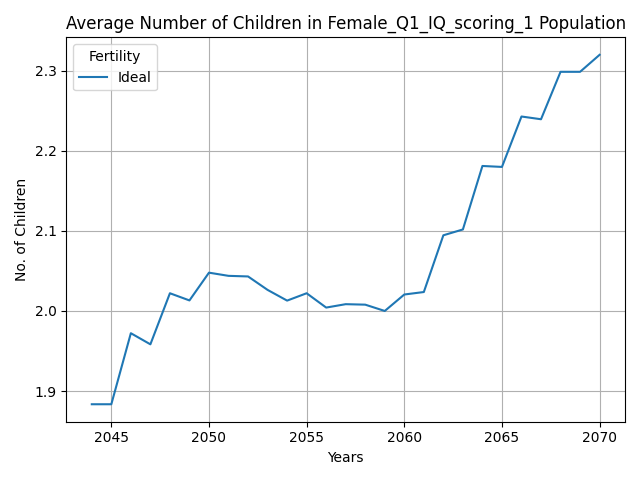 Average Number of Children in Female_Q1_IQ_scoring_1 Population
Fertility
Ideal
No. of Children
2.3
2.2
2.1
2.0
1.9
2045 2050 2055 2060 2065 2070
Years